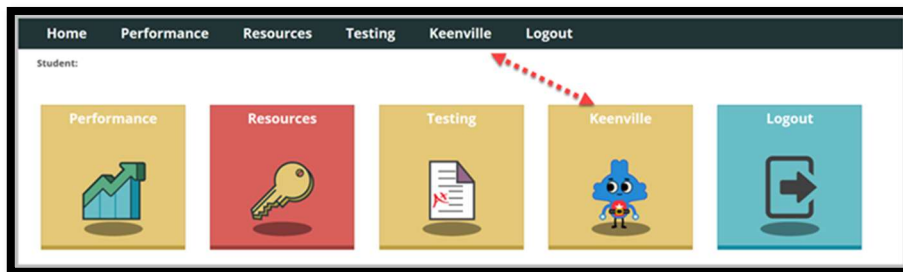 Home Performance Resources Testing Keenville Logout
Student:
Performance Resources Testing Keenville Logout
A+